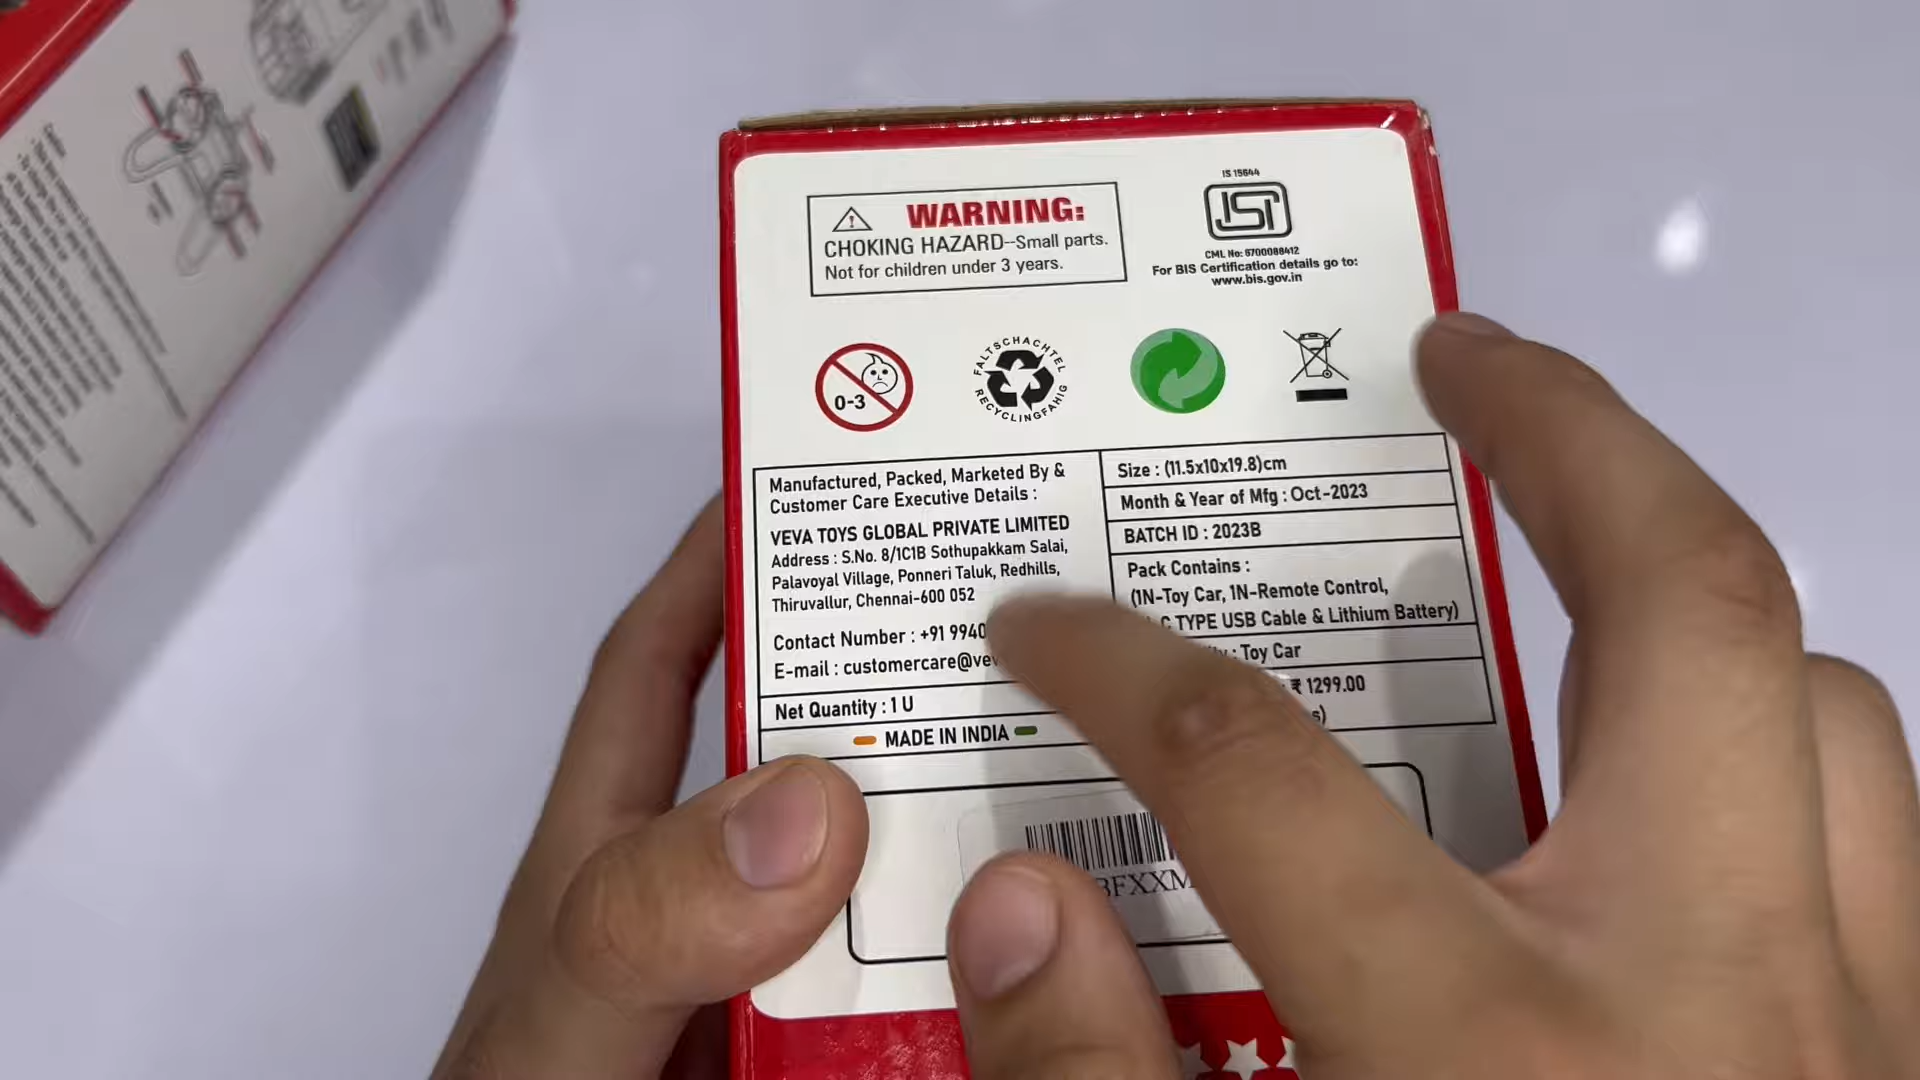 WARNING:
CHOKING HAZARD--Small parts.
Not for children under 3 years.
IS 15644
ISI
CML No: 6700088412
For BIS Certification details go to:
www.bis.gov.in
0-3
FALTSCHACHTEL
RECYCLINGFAHIG
Manufactured, Packed, Marketed By &
Customer Care Executive Details :
VEVA TOYS GLOBAL PRIVATE LIMITED
Address : S.No. 8/1C1B Sothupakkam Salai,
Palavoyal Village, Ponneri Taluk, Redhills,
Thiruvallur, Chennai-600 052
Contact Number : +91 9940
E-mail : customercare@vev
Net Quantity : 1 U
MADE IN INDIA
Size : (11.5x10x19.8)cm
Month & Year of Mfg : Oct-2023
BATCH ID : 2023B
Pack Contains :
(1N-Toy Car, 1N-Remote Control,
C TYPE USB Cable & Lithium Battery)
: Toy Car
₹ 1299.00
s)
BFXXM